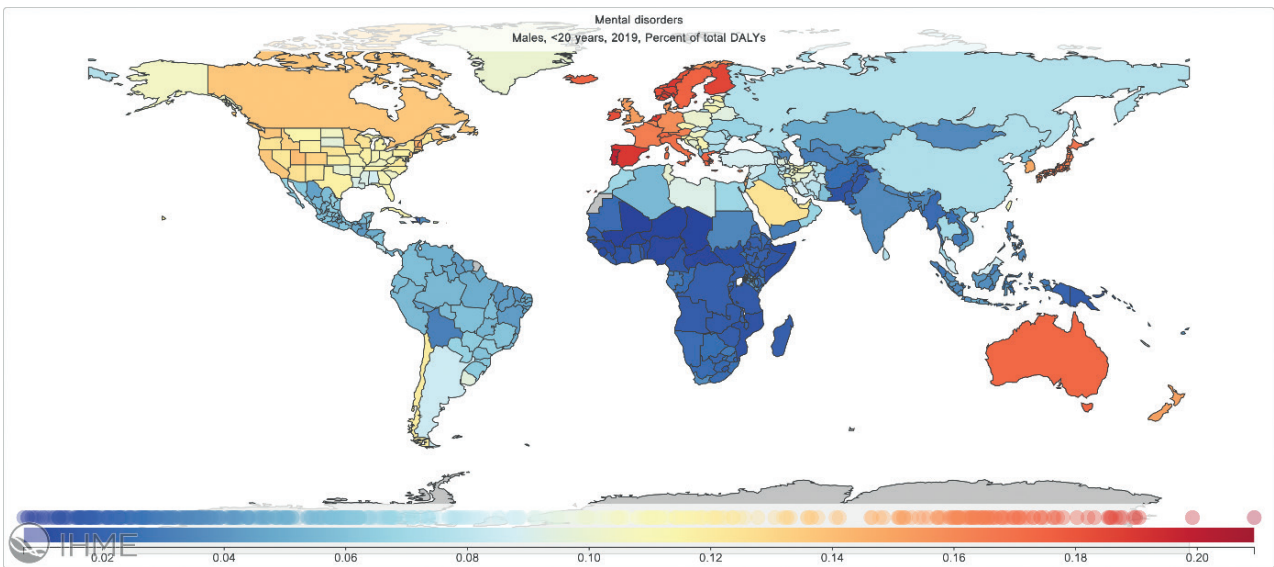 Mental disorders
Males, <20 years, 2019, Percent of total DALYs
IHME
0.02 0.04 0.06 0.08 0.10 0.12 0.14 0.16 0.18 0.20